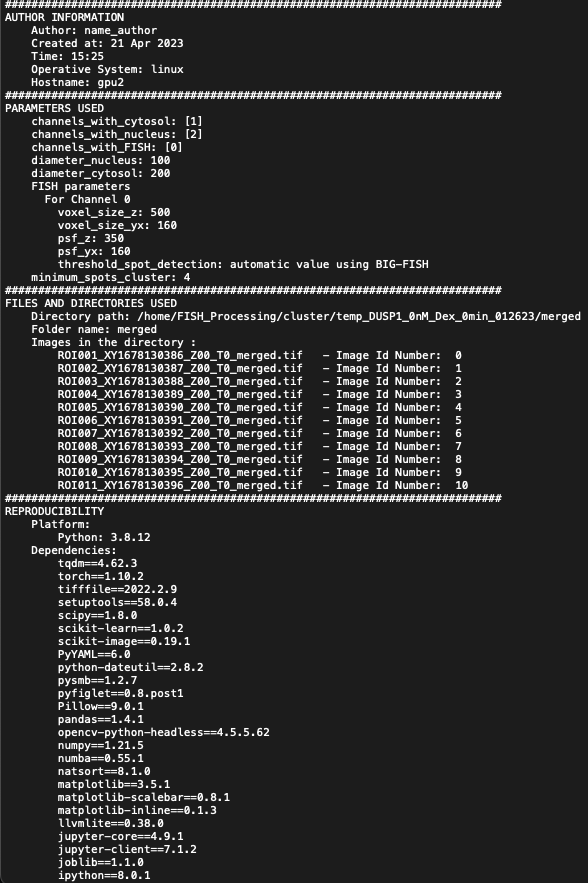 ###########################################################################
AUTHOR INFORMATION
Author: name_author
Created at: 21 Apr 2023
Time: 15:25
Operative System: linux
Hostname: gpu2
###########################################################################
PARAMETERS USED
channels_with_cytosol: [1]
channels_with_nucleus: [2]
channels_with_FISH: [0]
diameter_nucleus: 100
diameter_cytosol: 200
FISH parameters
For Channel 0
voxel_size_z: 500
voxel_size_yx: 160
psf_z: 350
psf_yx: 160
threshold_spot_detection: automatic value using BIG-FISH
minimum_spots_cluster: 4
###########################################################################
FILES AND DIRECTORIES USED
Directory path: /home/FISH_Processing/cluster/temp_DUSP1_0nM_Dex_0min_012623/merged
Folder name: merged
Images in the directory :
ROI001_XY1678130386_Z00_T0_merged.tif - Image Id Number: 0
ROI002_XY1678130387_Z00_T0_merged.tif - Image Id Number: 1
ROI003_XY1678130388_Z00_T0_merged.tif - Image Id Number: 2
ROI004_XY1678130389_Z00_T0_merged.tif - Image Id Number: 3
ROI005_XY1678130390_Z00_T0_merged.tif - Image Id Number: 4
ROI006_XY1678130391_Z00_T0_merged.tif - Image Id Number: 5
ROI007_XY1678130392_Z00_T0_merged.tif - Image Id Number: 6
ROI008_XY1678130393_Z00_T0_merged.tif - Image Id Number: 7
ROI009_XY1678130394_Z00_T0_merged.tif - Image Id Number: 8
ROI010_XY1678130395_Z00_T0_merged.tif - Image Id Number: 9
ROI011_XY1678130396_Z00_T0_merged.tif - Image Id Number: 10
###########################################################################
REPRODUCIBILITY
Platform:
Python: 3.8.12
Dependencies:
tqdm==4.62.3
torch==1.10.2
tifffile==2022.2.9
setuptools==58.0.4
scipy==1.8.0
scikit-learn==1.0.2
scikit-image==0.19.1
PyYAML==6.0
python-dateutil==2.8.2
pysmb==1.2.7
pyfiglet==0.8.post1
Pillow==9.0.1
pandas==1.4.1
opencv-python-headless==4.5.5.62
numpy==1.21.5
numba==0.55.1
natsort==8.1.0
matplotlib==3.5.1
matplotlib-scalebar==0.8.1
matplotlib-inline==0.1.3
llvmlite==0.38.0
jupyter-core==4.9.1
jupyter-client==7.1.2
joblib==1.1.0
ipython==8.0.1